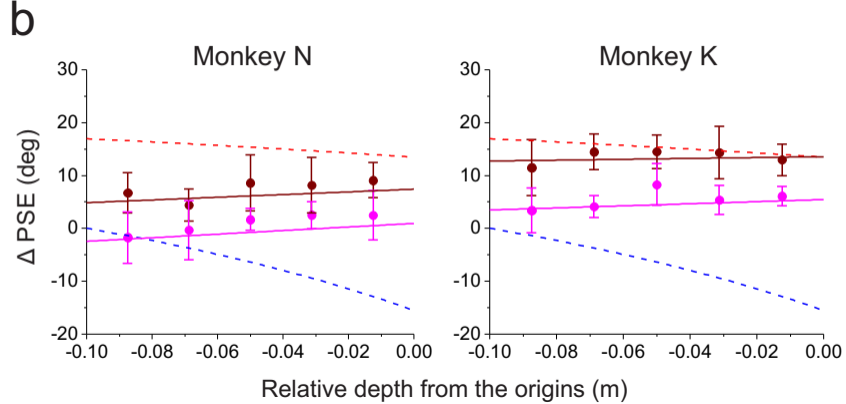 b
Monkey N
Monkey K
Δ PSE (deg)
30
20
10
0
-10
-20
-0.10 -0.08 -0.06 -0.04 -0.02 0.00
30
20
10
0
-10
-20
-0.10 -0.08 -0.06 -0.04 -0.02 0.00
Relative depth from the origins (m)